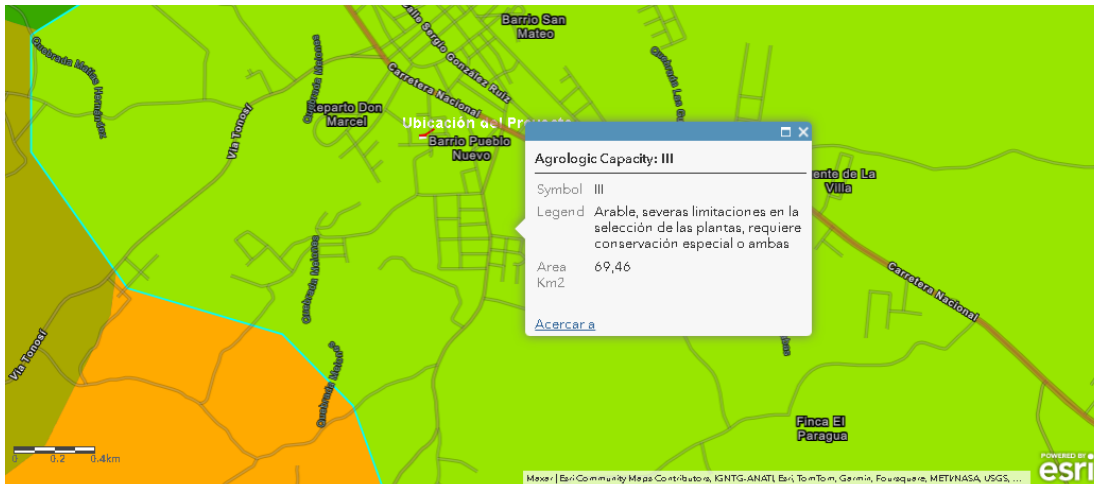 Barrio San
Mateo
Calle Sergio González Ruiz
Carretera Nacional
Vía Tonosí
Reparto Don
Marcel
Ubicación del Proyecto
Barrio Pueblo
Nuevo
Agrologic Capacity: III
Symbol III
Legend Arable, severas limitaciones en la
selección de las plantas, requiere
conservación especial o ambas
Area
Km2
69,46
Acercar a
ente de La
Villa
Carretera Nacional
Vía Tonosí
Finca El
Paragua
0 0.2 0.4km
Maxar | Esri Community Maps Contributors, IGNTG-ANATI, Esri, TomTom, Garmin, Foursquare, METI/NASA, USGS, ...
POWERED BY
esri